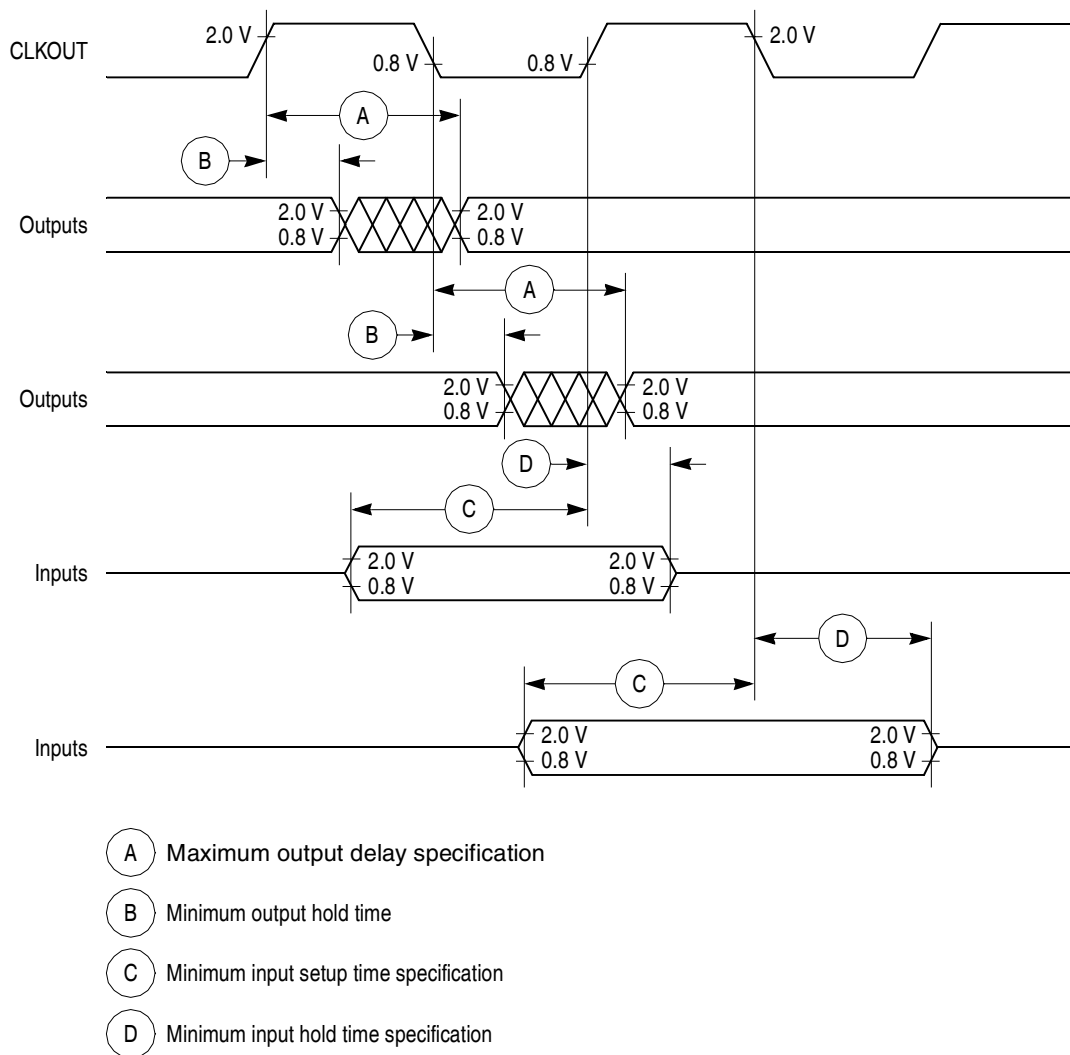 CLKOUT
2.0 V
0.8 V
0.8 V
2.0 V
A
B
Outputs
2.0 V
0.8 V
2.0 V
0.8 V
A
B
Outputs
2.0 V
0.8 V
2.0 V
0.8 V
D
C
Inputs
2.0 V
0.8 V
2.0 V
0.8 V
D
C
Inputs
2.0 V
0.8 V
2.0 V
0.8 V
A Maximum output delay specification
B Minimum output hold time
C Minimum input setup time specification
D Minimum input hold time specification